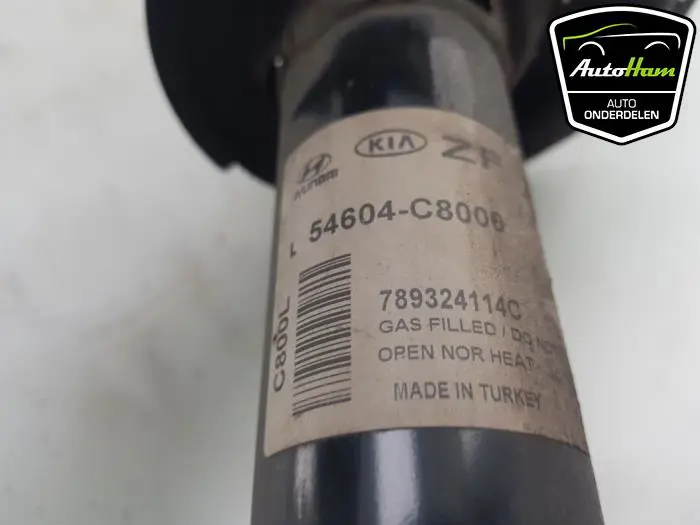 AutoHam
AUTO
ONDERDELEN
HYUNDAI KIA ZF
L 54604-C8000
C800L
789324114C
GAS FILLED / DO NOT
OPEN NOR HEAT
MADE IN TURKEY